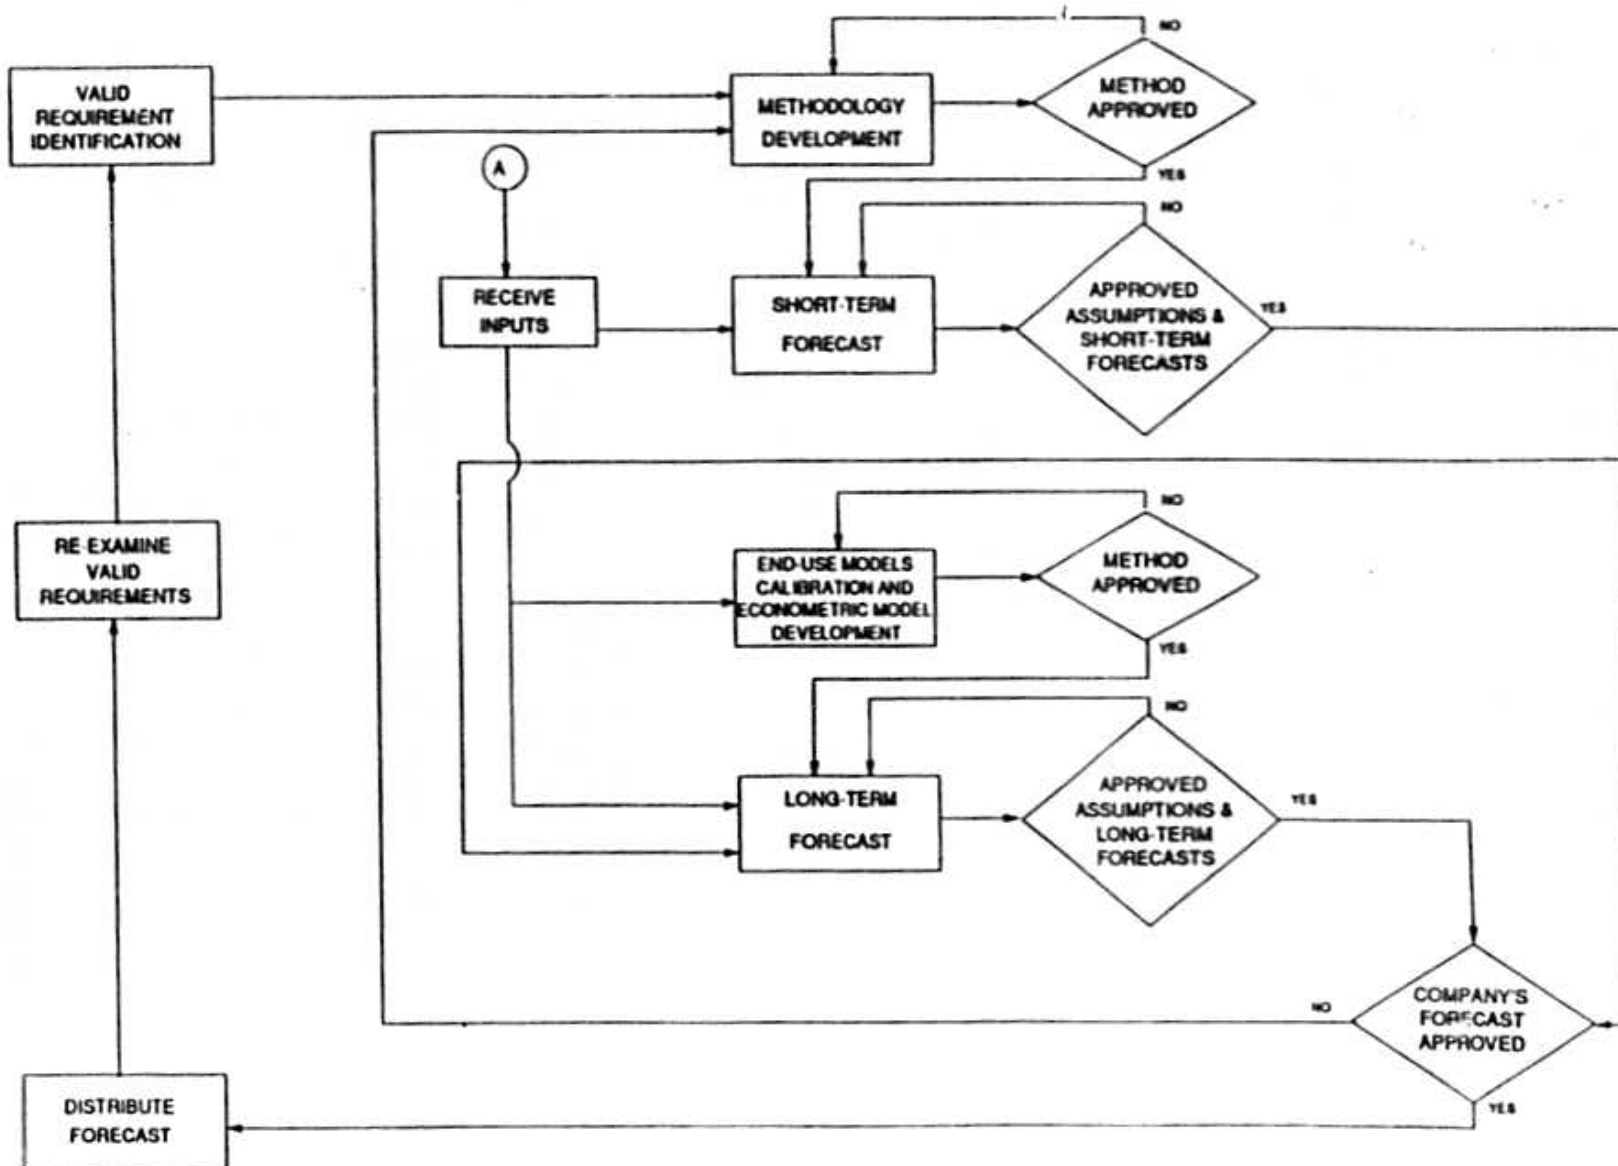 VALID
REQUIREMENT
IDENTIFICATION
METHODOLOGY
DEVELOPMENT
NO
METHOD
APPROVED
YES
A
RECEIVE
INPUTS
SHORT-TERM
FORECAST
NO
APPROVED
ASSUMPTIONS &
SHORT-TERM
FORECASTS
YES
RE-EXAMINE
VALID
REQUIREMENTS
END-USE MODELS
CALIBRATION AND
ECONOMETRIC MODEL
DEVELOPMENT
NO
METHOD
APPROVED
YES
LONG-TERM
FORECAST
NO
APPROVED
ASSUMPTIONS &
LONG-TERM
FORECASTS
YES
NO
COMPANY'S
FORECAST
APPROVED
YES
DISTRIBUTE
FORECAST